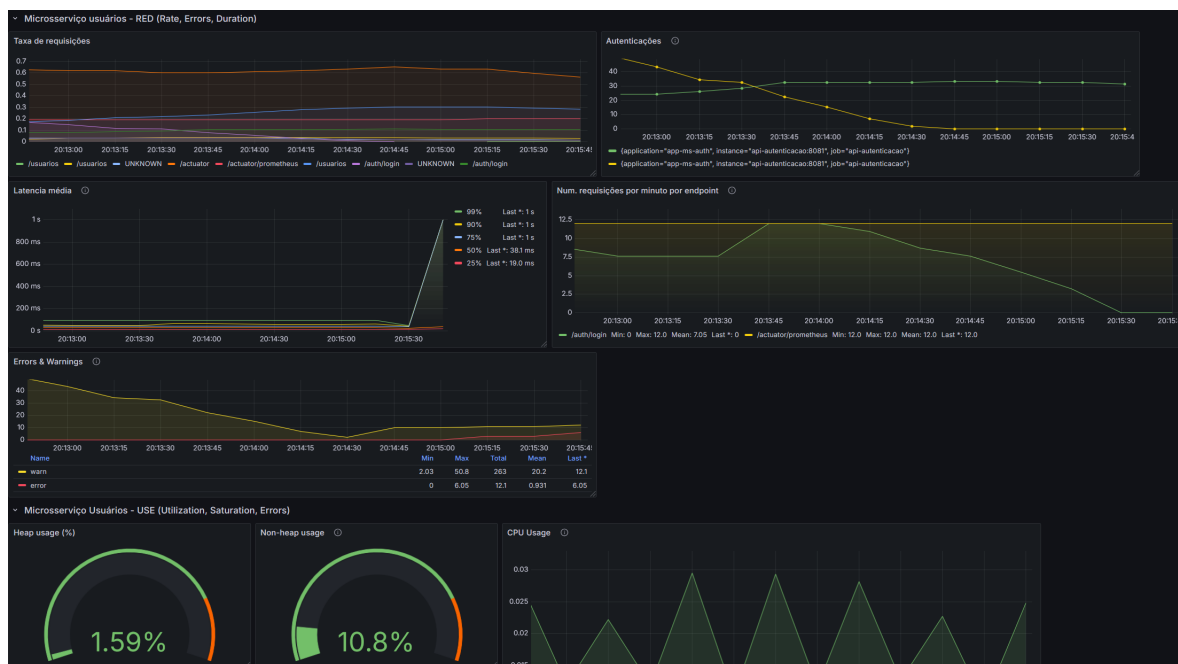 Microsserviço usuários - RED (Rate, Errors, Duration)
Taxa de requisições
0.7
0.6
0.5
0.4
0.3
0.2
0.1
0
20:13:00 20:13:15 20:13:30 20:13:45 20:14:00 20:14:15 20:14:30 20:14:45 20:15:00 20:15:15 20:15:30 20:15:4
/usuarios /usuarios UNKNOWN /actuator /actuator/prometheus /usuarios /auth/login UNKNOWN /auth/login
Autenticações
40
30
20
10
0
20:13:00 20:13:15 20:13:30 20:13:45 20:14:00 20:14:15 20:14:30 20:14:45 20:15:00 20:15:15 20:15:30 20:15:4
{application="app-ms-auth", instance="api-autenticacao:8081", job="api-autenticacao"}
{application="app-ms-auth", instance="api-autenticacao:8081", job="api-autenticacao"}
Latencia média
1 s
800 ms
600 ms
400 ms
200 ms
0 s
20:13:00 20:13:30 20:14:00 20:14:30 20:15:00 20:15:30
99% Last *: 1 s
90% Last *: 1 s
75% Last *: 1 s
50% Last *: 38.1 ms
25% Last *: 19.0 ms
Num. requisições por minuto por endpoint
12.5
10
7.5
5
2.5
0
20:13:00 20:13:15 20:13:30 20:13:45 20:14:00 20:14:15 20:14:30 20:14:45 20:15:00 20:15:15 20:15:30 20:15:
/auth/login Min: 0 Max: 12.0 Mean: 7.05 Last *: 0 /actuator/prometheus Min: 12.0 Max: 12.0 Mean: 12.0 Last *: 12.0
Errors & Warnings
40
30
20
10
0
20:13:00 20:13:15 20:13:30 20:13:45 20:14:00 20:14:15 20:14:30 20:14:45 20:15:00 20:15:15 20:15:30 20:15:4
Name Min Max Total Mean Last *
warn 2.03 50.8 263 20.2 12.1
error 0 6.05 12.1 0.931 6.05
Microsserviço Usuários - USE (Utilization, Saturation, Errors)
Heap usage (%)
1.59%
Non-heap usage
10.8%
CPU Usage
0.03
0.025
0.02
0.015